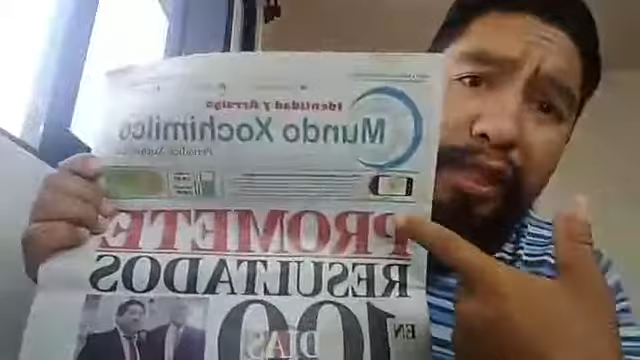 Identidad y Arraigo
Mundo Xochimilco
PROMETE
RESULTADOS
EN 100
DÍAS